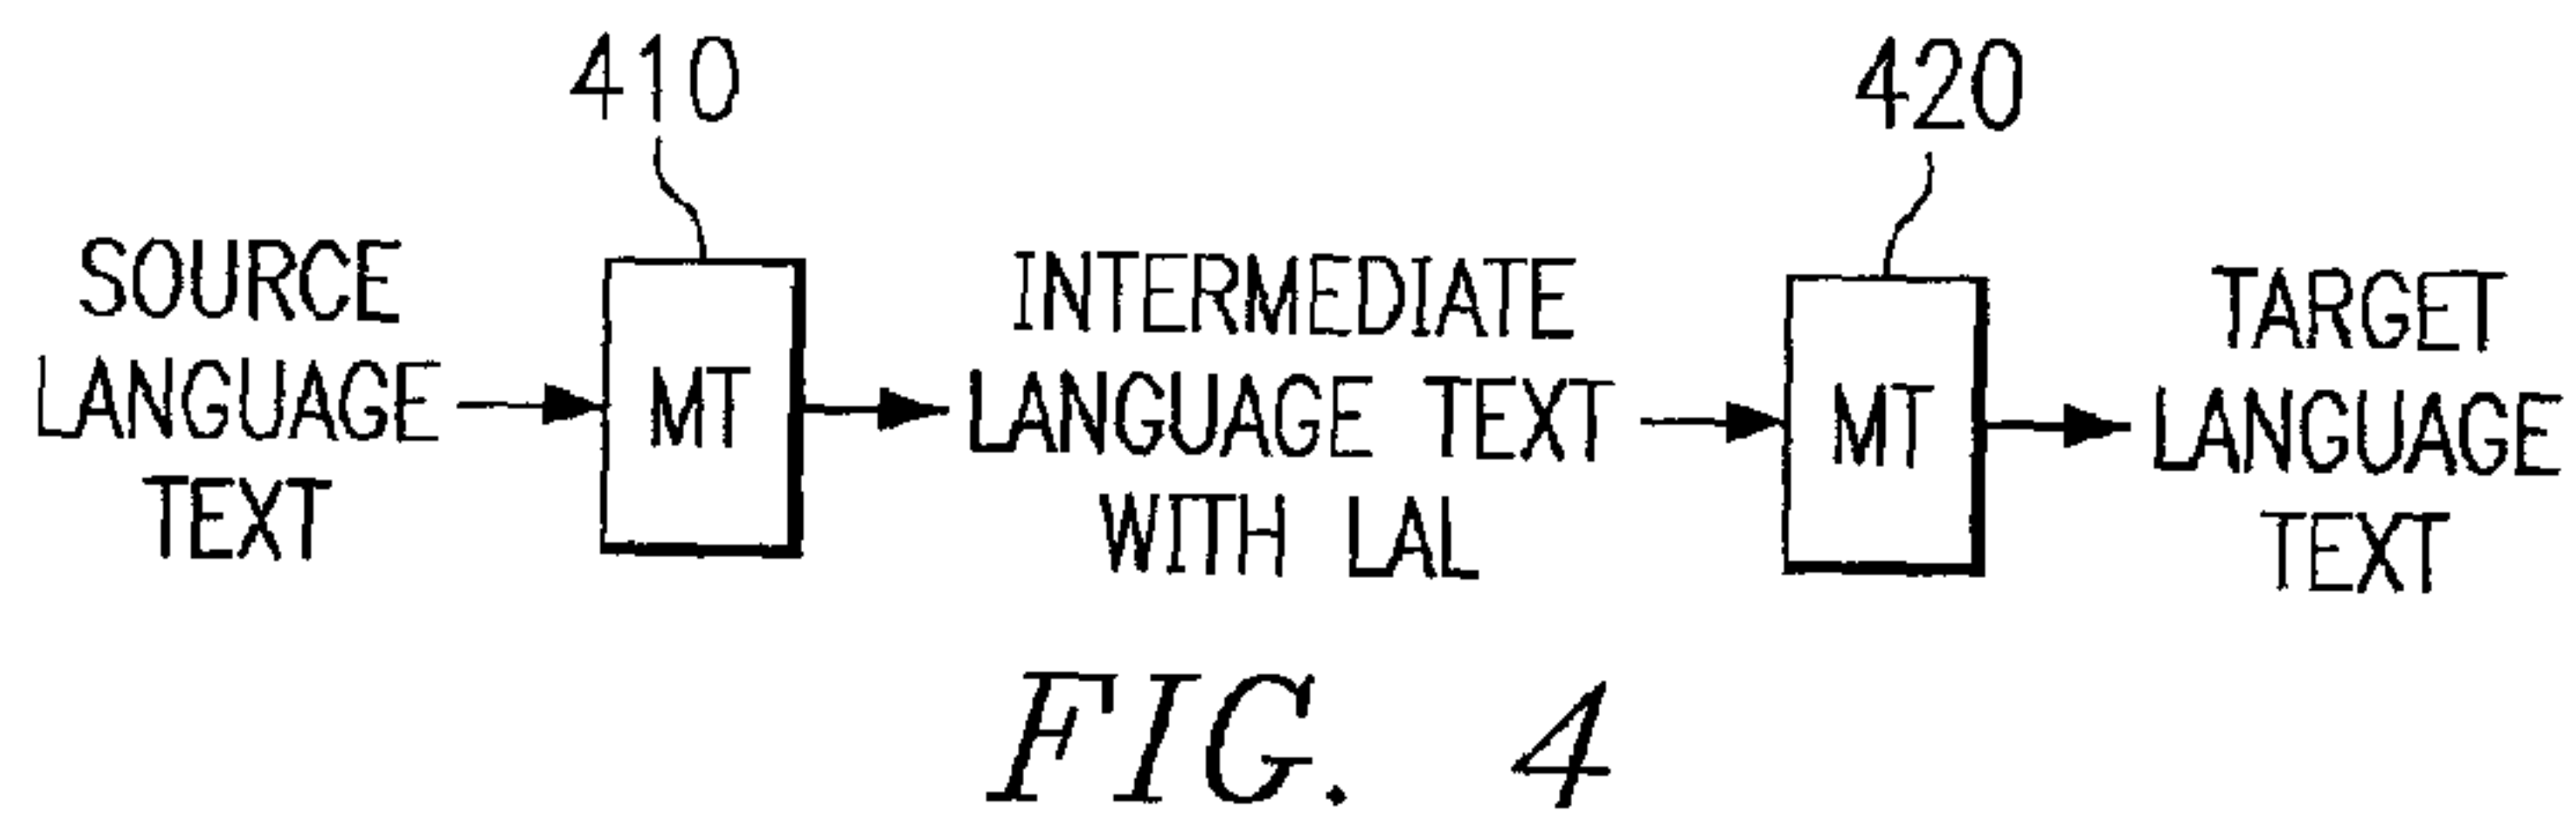 410
420
SOURCE
LANGUAGE
TEXT
MT
INTERMEDIATE
LANGUAGE TEXT
WITH LAL
MT
TARGET
LANGUAGE
TEXT
FIG. 4